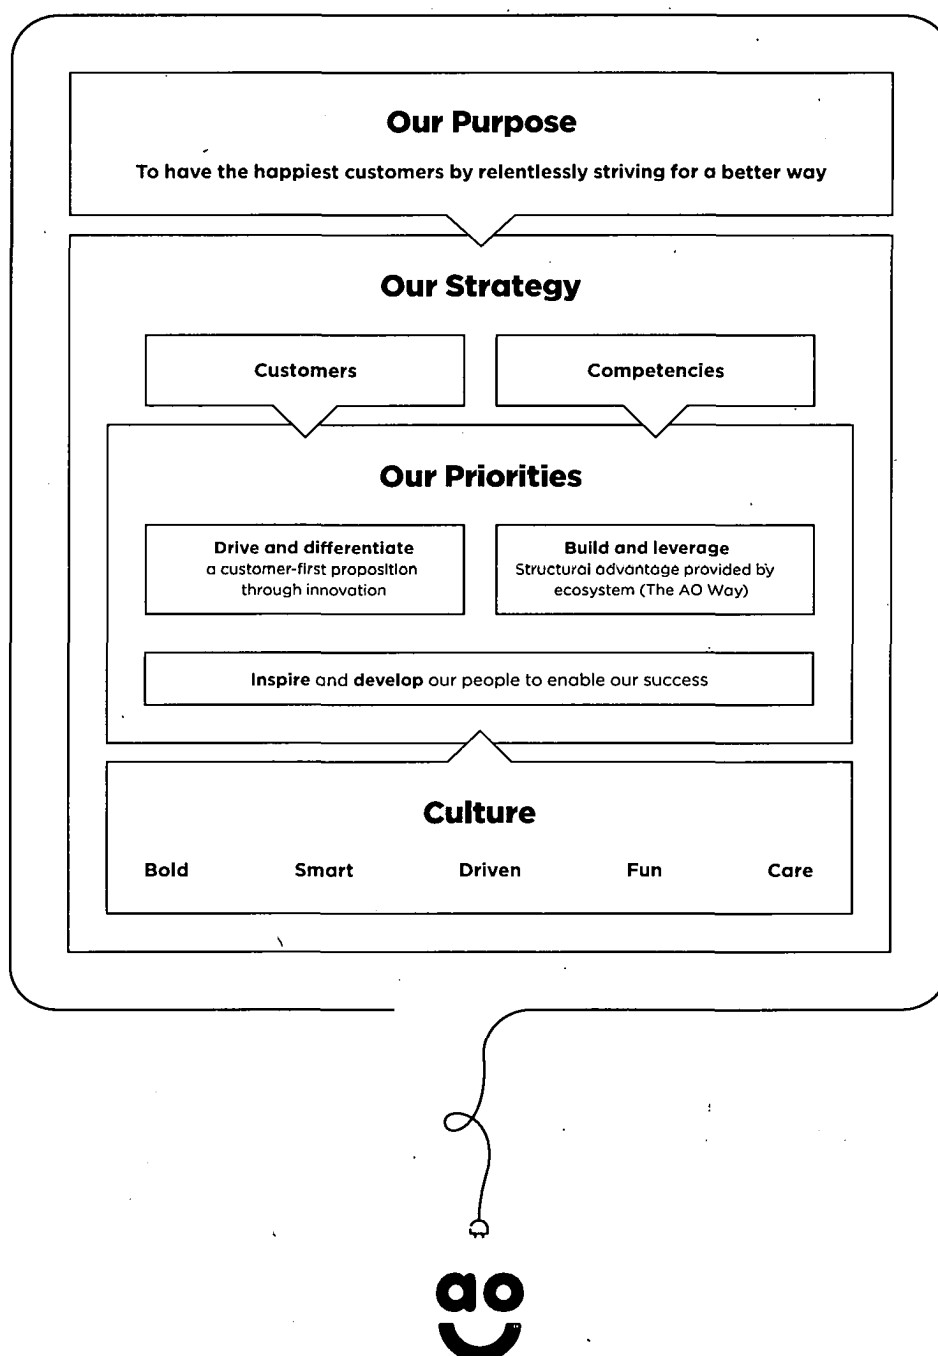 Our Purpose
To have the happiest customers by relentlessly striving for a better way
Our Strategy
Customers
Competencies
Our Priorities
Drive and differentiate
a customer-first proposition
through innovation
Build and leverage
Structural advantage provided by
ecosystem (The AO Way)
Inspire and develop our people to enable our success
Culture
Bold Smart Driven Fun Care
ao